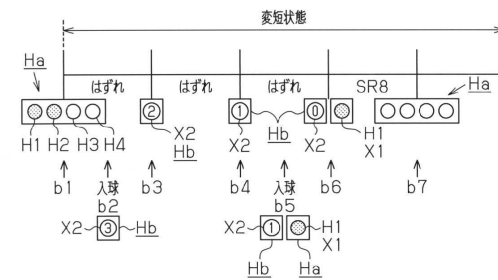 変短状態
Ha
はずれ はずれ はずれ SR8
Ha
② ① ⓪
H1 H2 H3 H4
X2
Hb
X2
Hb
X2
H1
X1
b1 入球 b3 b4 入球 b6 b7
b2 b5
X2 ③ Hb
X2 ① H1
X1
Hb Ha